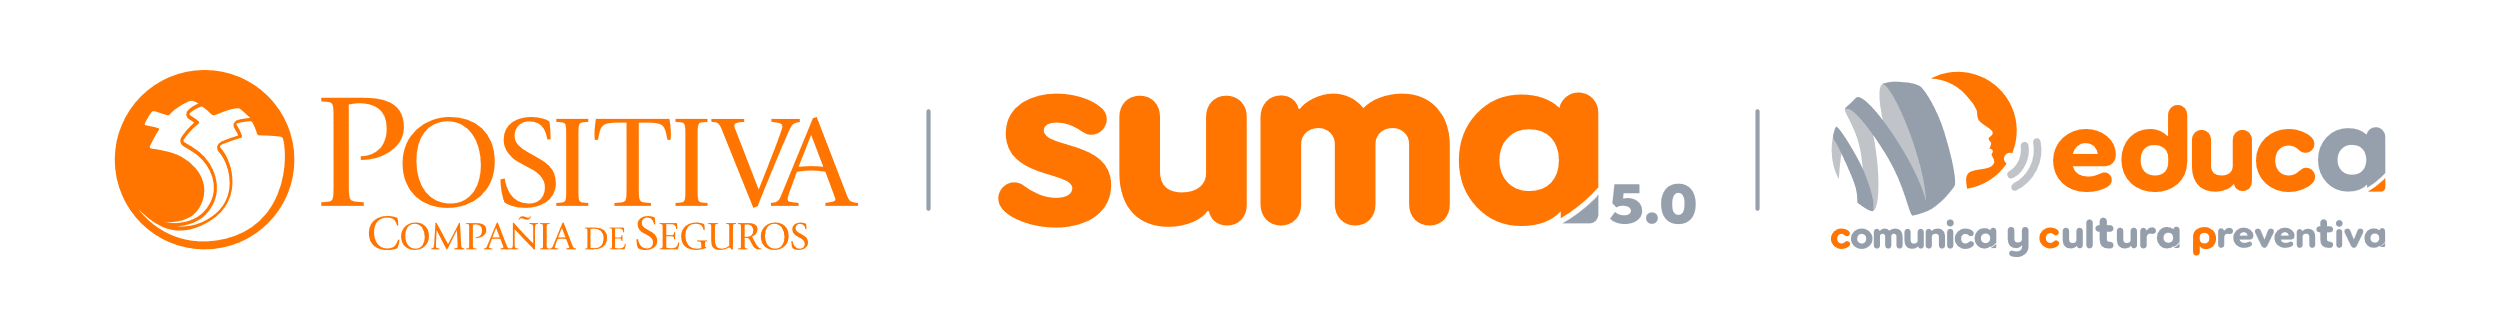 POSITIVA
COMPAÑIA DE SEGUROS
suma
5.0
educa
comunica y cultura preventiva